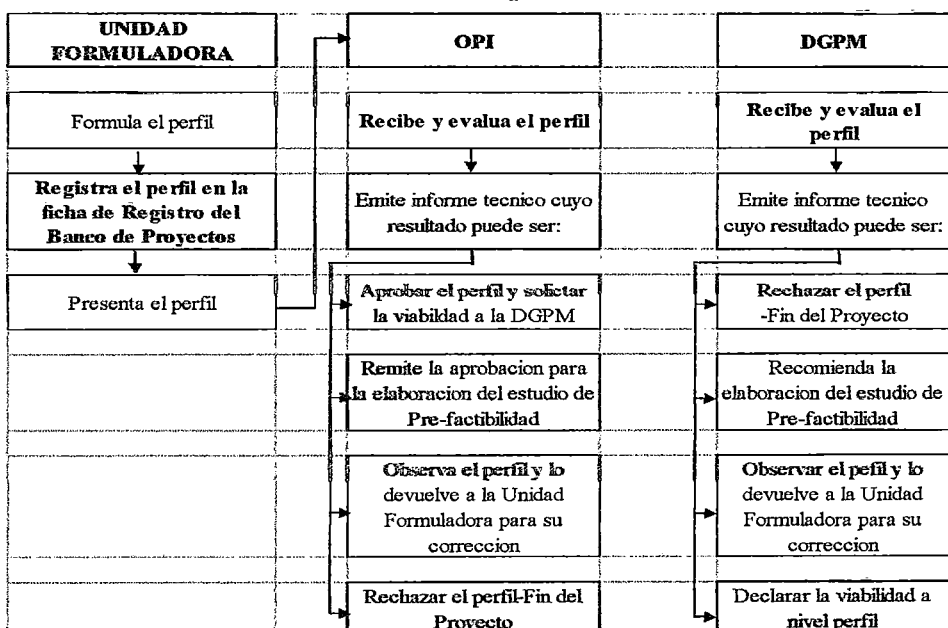 UNIDAD
FORMULADORA
Formula el perfil
Registra el perfil en la
ficha de Registro del
Banco de Proyectos
Presenta el perfil
OPI
Recibe y evalua el perfil
Emite informe tecnico cuyo
resultado puede ser:
Aprobar el perfil y solictar
la viabildad a la DGPM
Remite la aprobacion para
la elaboracion del estudio de
Pre-factibilidad
Observa el perfil y lo
devuelve a la Unidad
Formuladora para su
correccion
Rechazar el perfil-Fin del
Proyecto
DGPM
Recibe y evalua el
perfil
Emite informe tecnico
cuyo resultado puede ser:
Rechazar el perfil
-Fin del Proyecto
Recomienda la
elaboracion del estudio de
Pre-factibilidad
Observar el pefil y lo
devuelve a la Unidad
Formuladora para su
correccion
Declarar la viabilidad a
nivel perfil